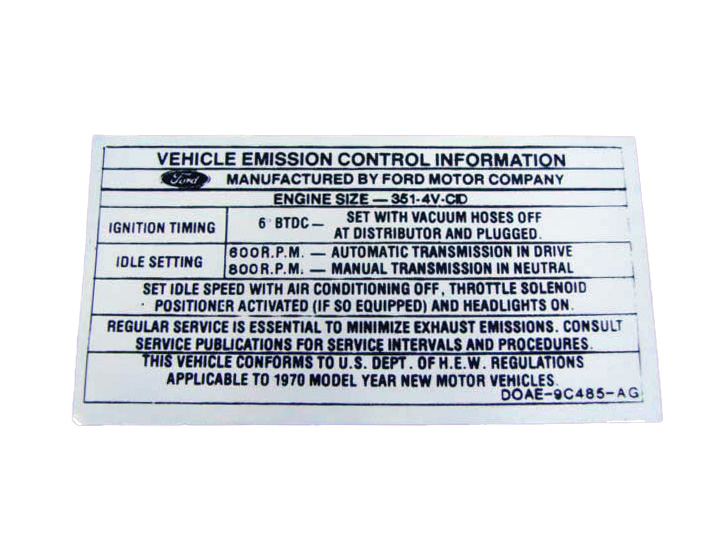 VEHICLE EMISSION CONTROL INFORMATION
Ford MANUFACTURED BY FORD MOTOR COMPANY
ENGINE SIZE — 351-4V-CID
IGNITION TIMING 6° BTDC — SET WITH VACUUM HOSES OFF
AT DISTRIBUTOR AND PLUGGED.
IDLE SETTING 600 R.P.M. — AUTOMATIC TRANSMISSION IN DRIVE
800 R.P.M. — MANUAL TRANSMISSION IN NEUTRAL
SET IDLE SPEED WITH AIR CONDITIONING OFF, THROTTLE SOLENOID
POSITIONER ACTIVATED (IF SO EQUIPPED) AND HEADLIGHTS ON.
REGULAR SERVICE IS ESSENTIAL TO MINIMIZE EXHAUST EMISSIONS. CONSULT
SERVICE PUBLICATIONS FOR SERVICE INTERVALS AND PROCEDURES.
THIS VEHICLE CONFORMS TO U.S. DEPT. OF H.E.W. REGULATIONS
APPLICABLE TO 1970 MODEL YEAR NEW MOTOR VEHICLES.
DOAE-9C485-AG